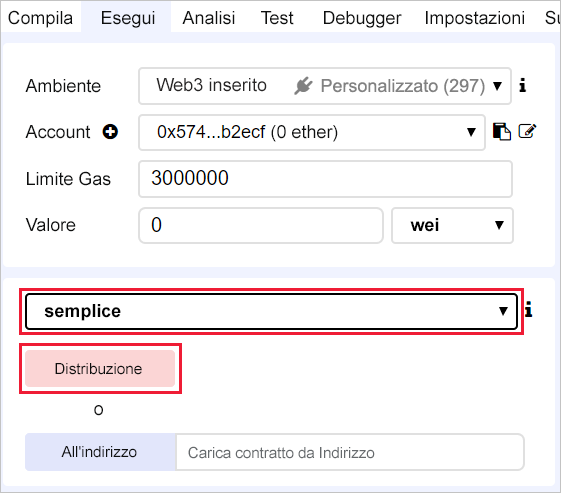 Compila Esegui Analisi Test Debugger Impostazioni Su
Ambiente Web3 inserito Personalizzato (297)
Account 0x574...b2ecf (0 ether)
Limite Gas 3000000
Valore 0 wei
semplice
Distribuzione
o
All'indirizzo Carica contratto da Indirizzo